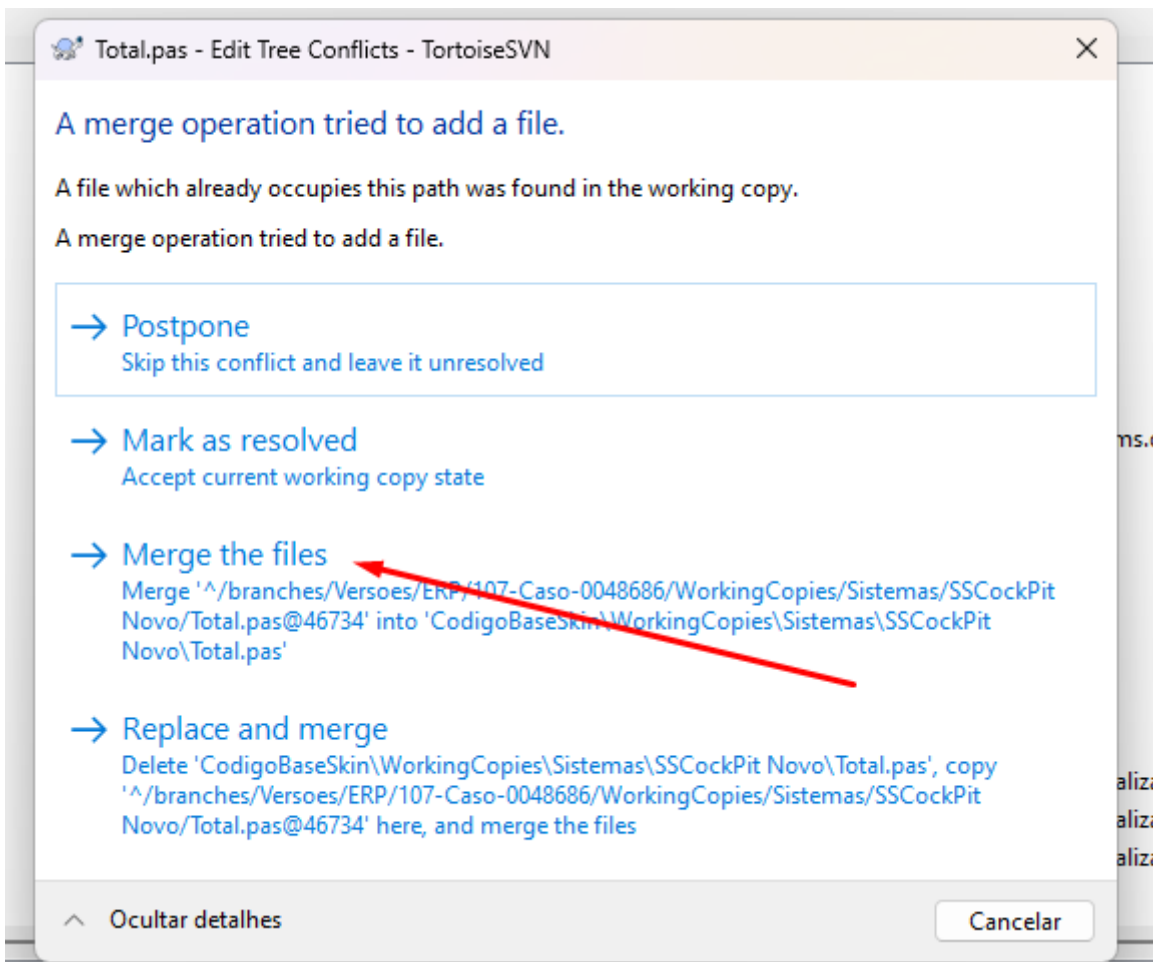 Total.pas - Edit Tree Conflicts - TortoiseSVN
A merge operation tried to add a file.
A file which already occupies this path was found in the working copy.
A merge operation tried to add a file.
Postpone
Skip this conflict and leave it unresolved
Mark as resolved
Accept current working copy state
Merge the files
Merge '^/branches/Versoes/ERP/107-Caso-0048686/WorkingCopies/Sistemas/SSCockPit
Novo/Total.pas@46734' into 'CodigoBaseSkin\WorkingCopies\Sistemas\SSCockPit
Novo\Total.pas'
Replace and merge
Delete 'CodigoBaseSkin\WorkingCopies\Sistemas\SSCockPit Novo\Total.pas', copy
'^/branches/Versoes/ERP/107-Caso-0048686/WorkingCopies/Sistemas/SSCockPit
Novo/Total.pas@46734' here, and merge the files
Ocultar detalhes
Cancelar